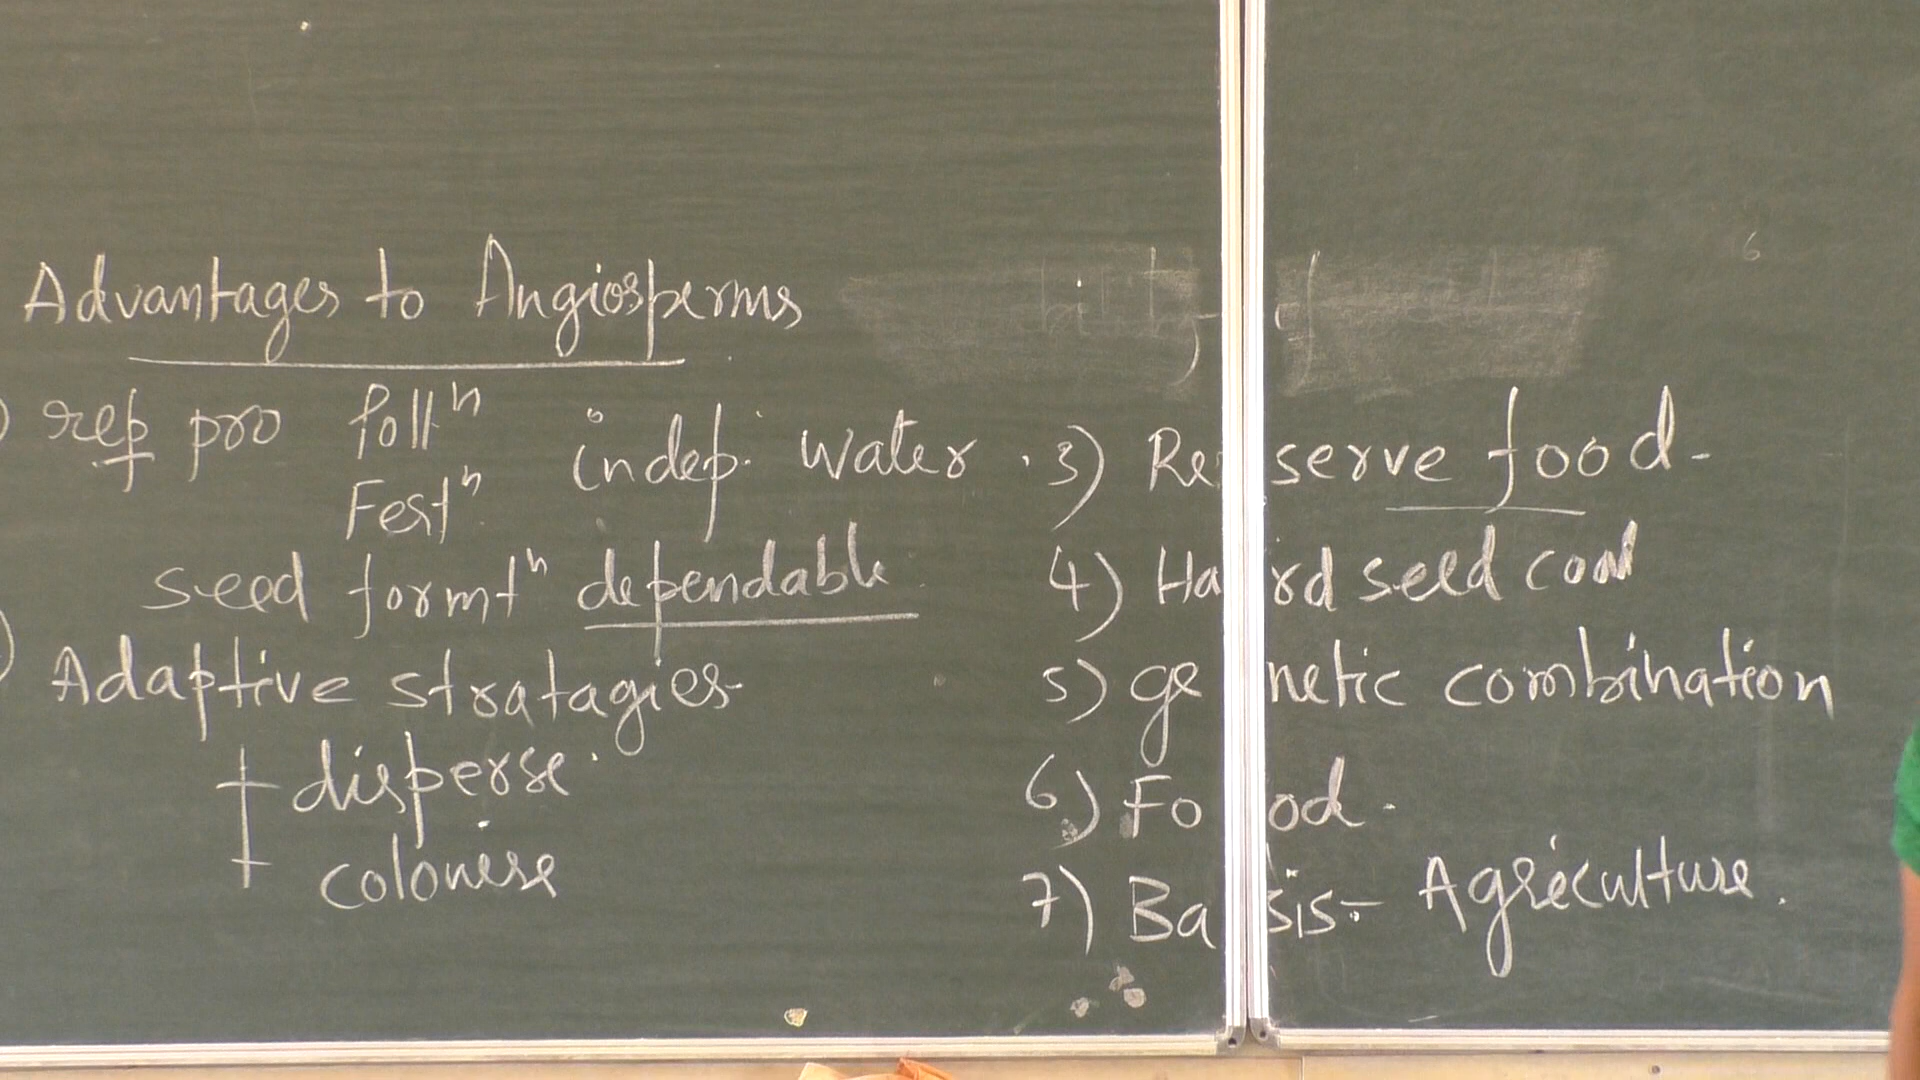 Advantages to Angiosperms
) rep pro Pollⁿ indep. water.
Fertⁿ
seed formtⁿ dependable
) Adaptive stratagies
disperse
colonise
3) Reserve food
4) Hard seed coat
5) genetic combination
6) Food
7) Basis - Agriculture.
6